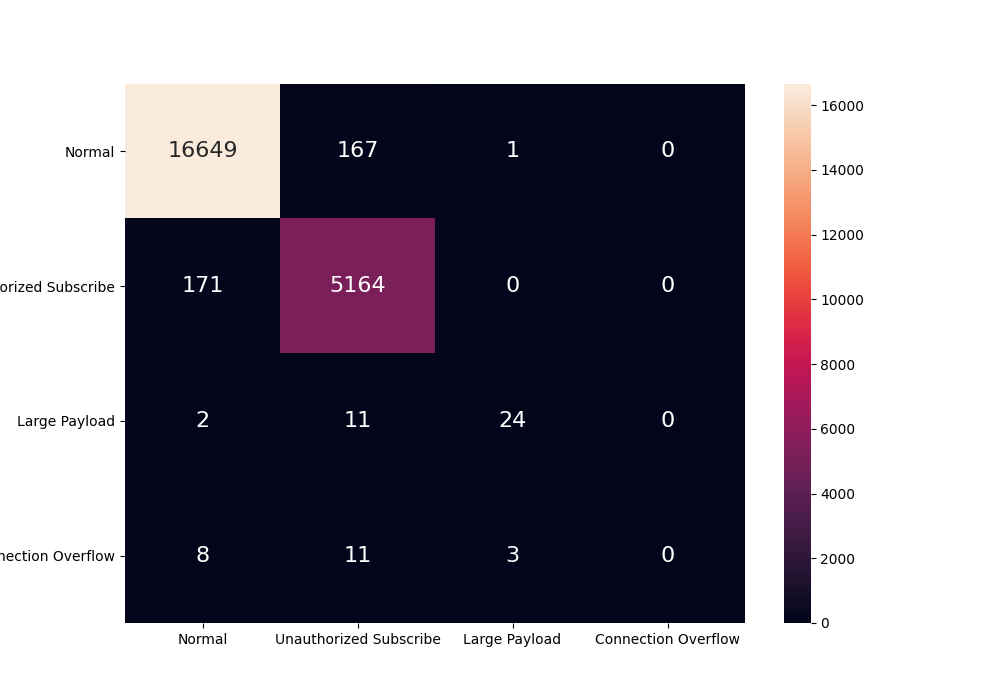 Normal 16649 167 1 0
orized Subscribe 171 5164 0 0
Large Payload 2 11 24 0
nection Overflow 8 11 3 0
Normal Unauthorized Subscribe Large Payload Connection Overflow
16000
14000
12000
10000
8000
6000
4000
2000
0